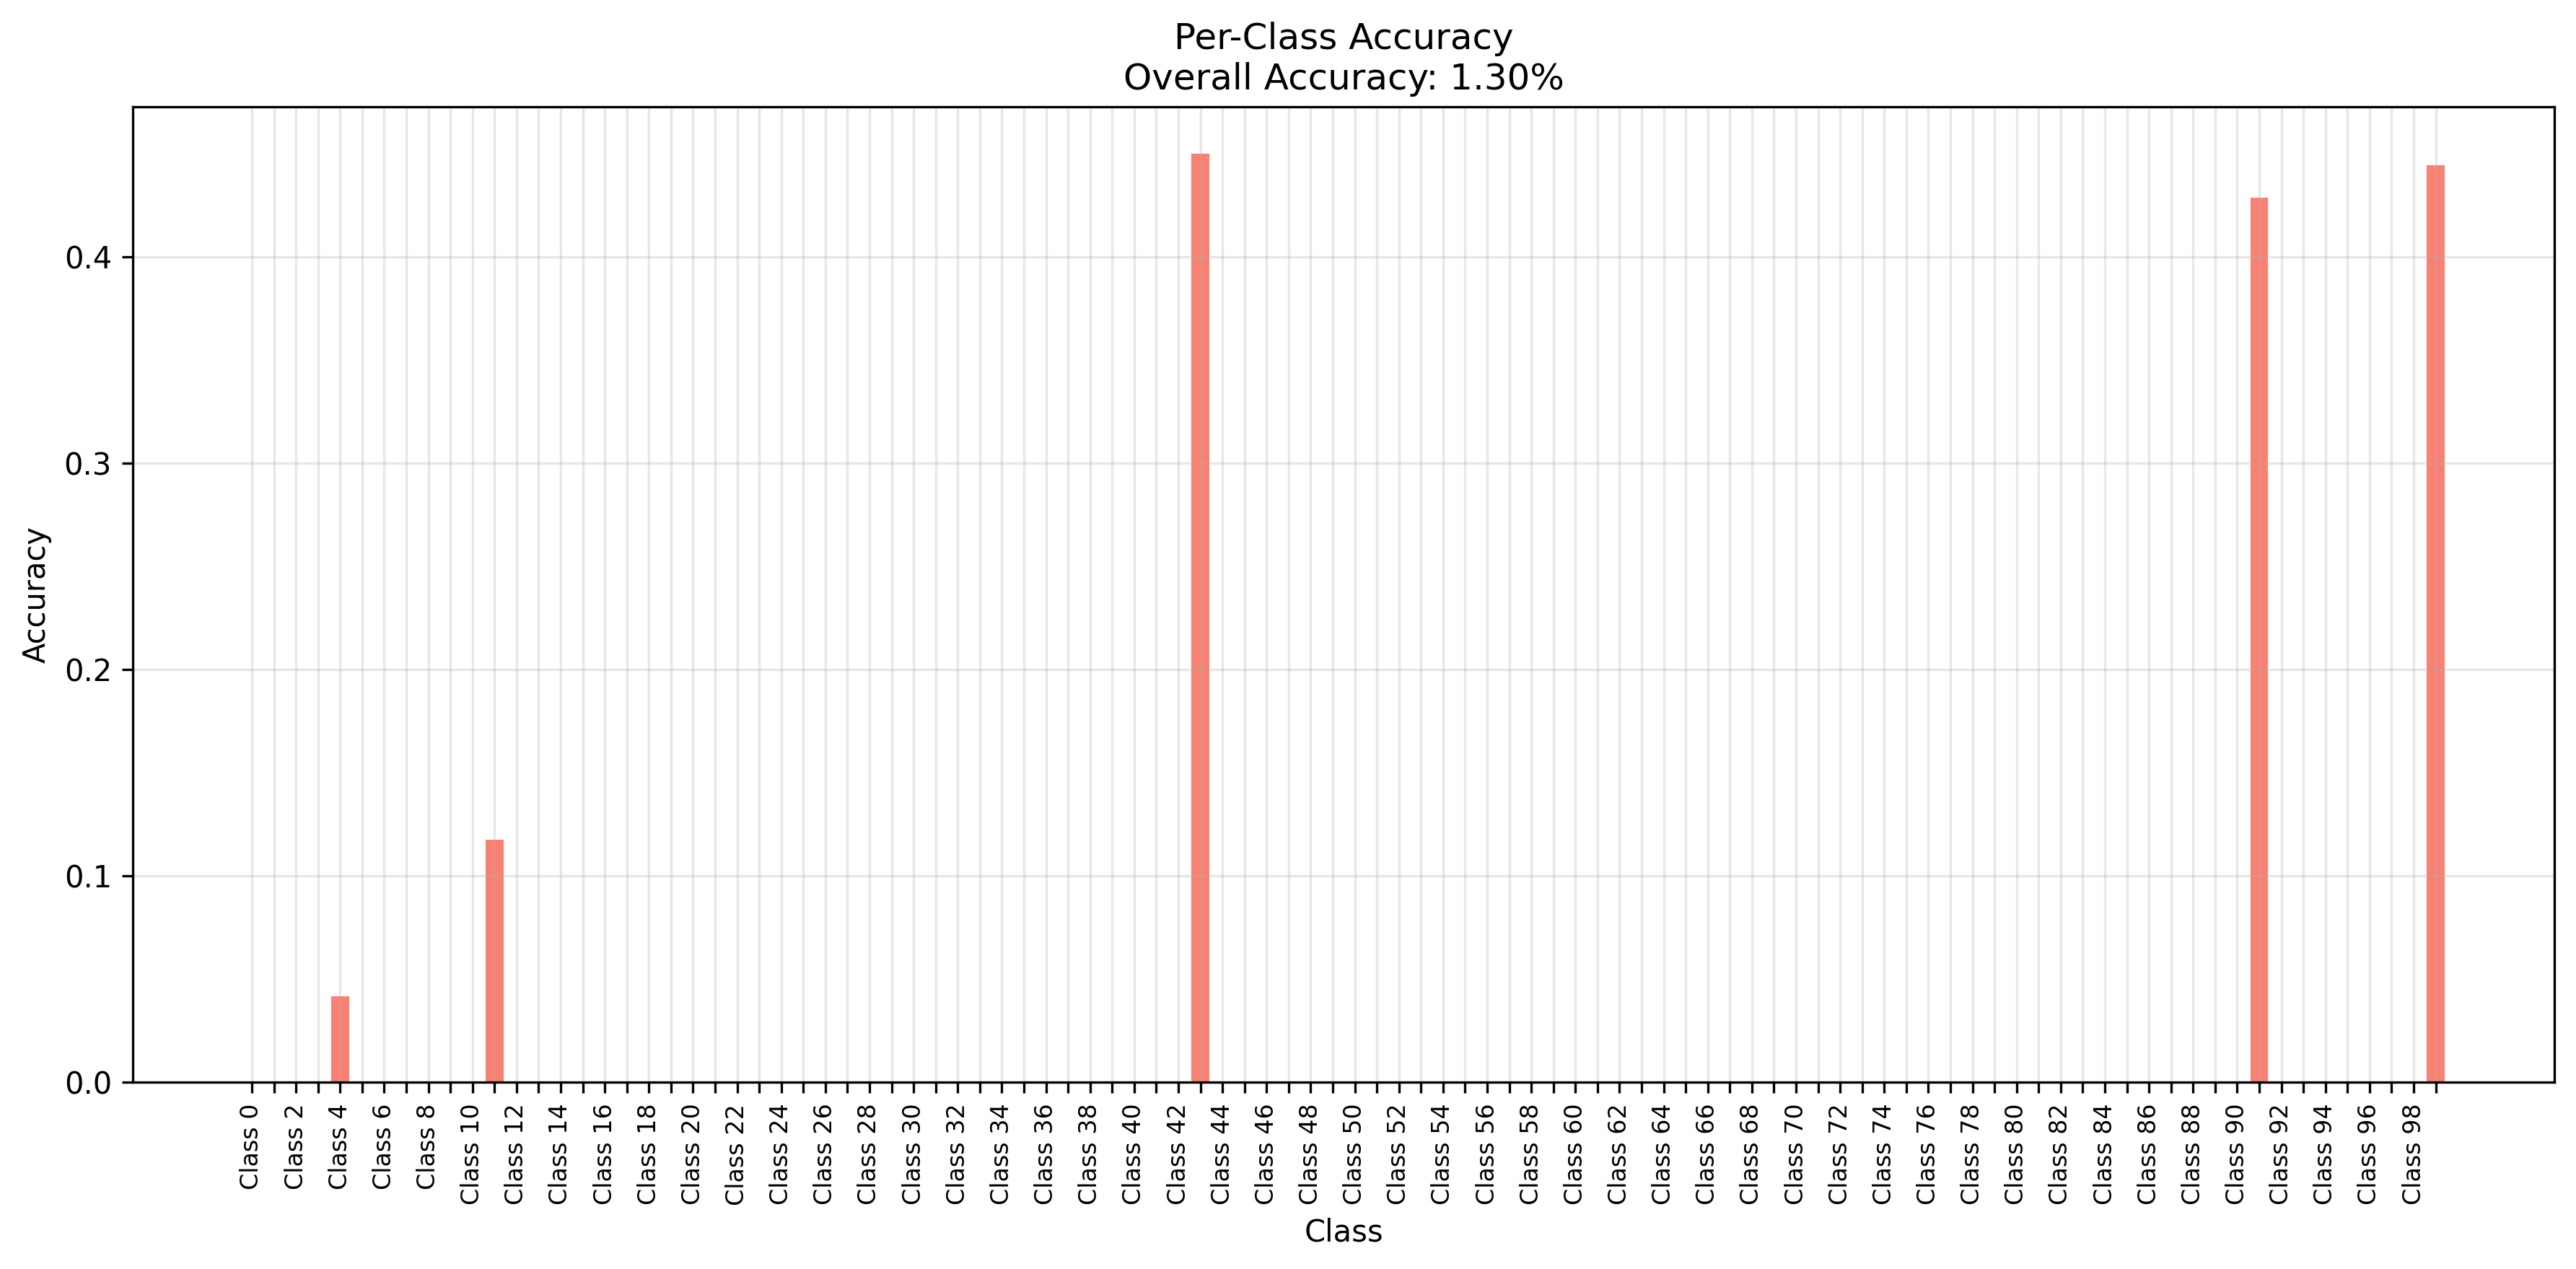 Per-Class Accuracy
Overall Accuracy: 1.30%
Accuracy
0.4
0.3
0.2
0.1
0.0
Class 0
Class 2
Class 4
Class 6
Class 8
Class 10
Class 12
Class 14
Class 16
Class 18
Class 20
Class 22
Class 24
Class 26
Class 28
Class 30
Class 32
Class 34
Class 36
Class 38
Class 40
Class 42
Class 44
Class 46
Class 48
Class 50
Class 52
Class 54
Class 56
Class 58
Class 60
Class 62
Class 64
Class 66
Class 68
Class 70
Class 72
Class 74
Class 76
Class 78
Class 80
Class 82
Class 84
Class 86
Class 88
Class 90
Class 92
Class 94
Class 96
Class 98
Class